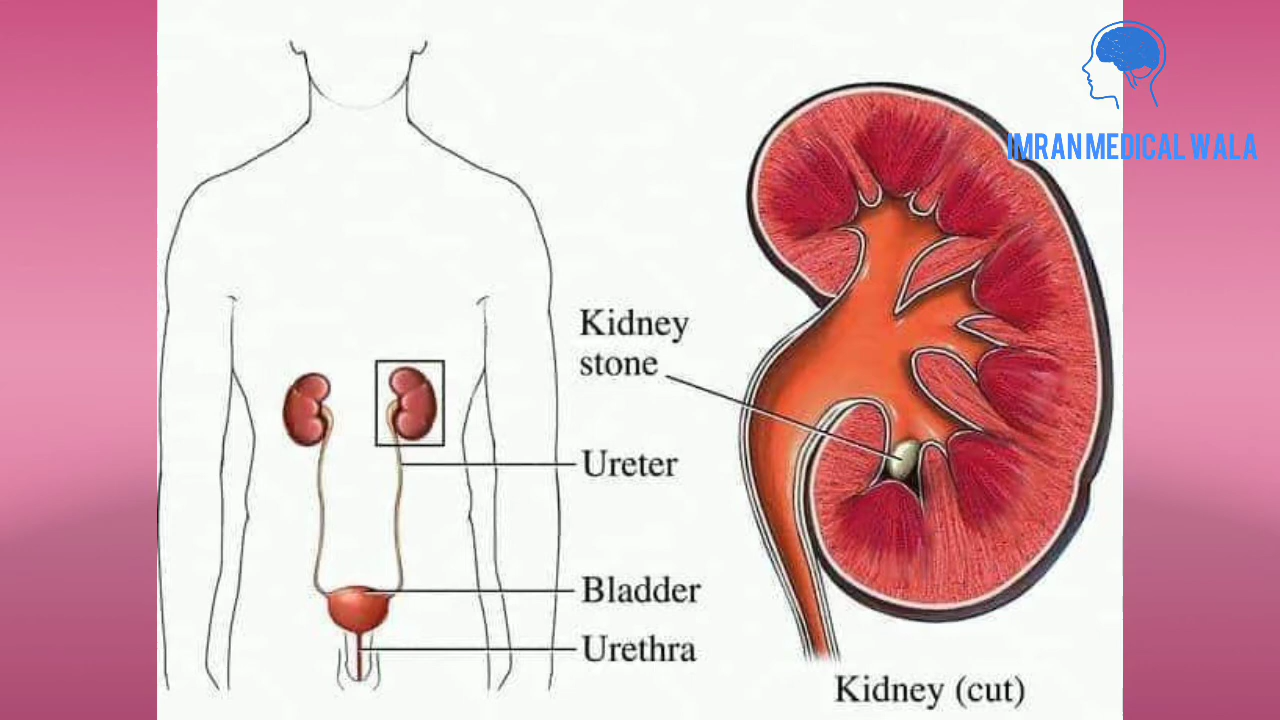 IMRAN MEDICAL WALA
Kidney
stone
Ureter
Bladder
Urethra
Kidney (cut)